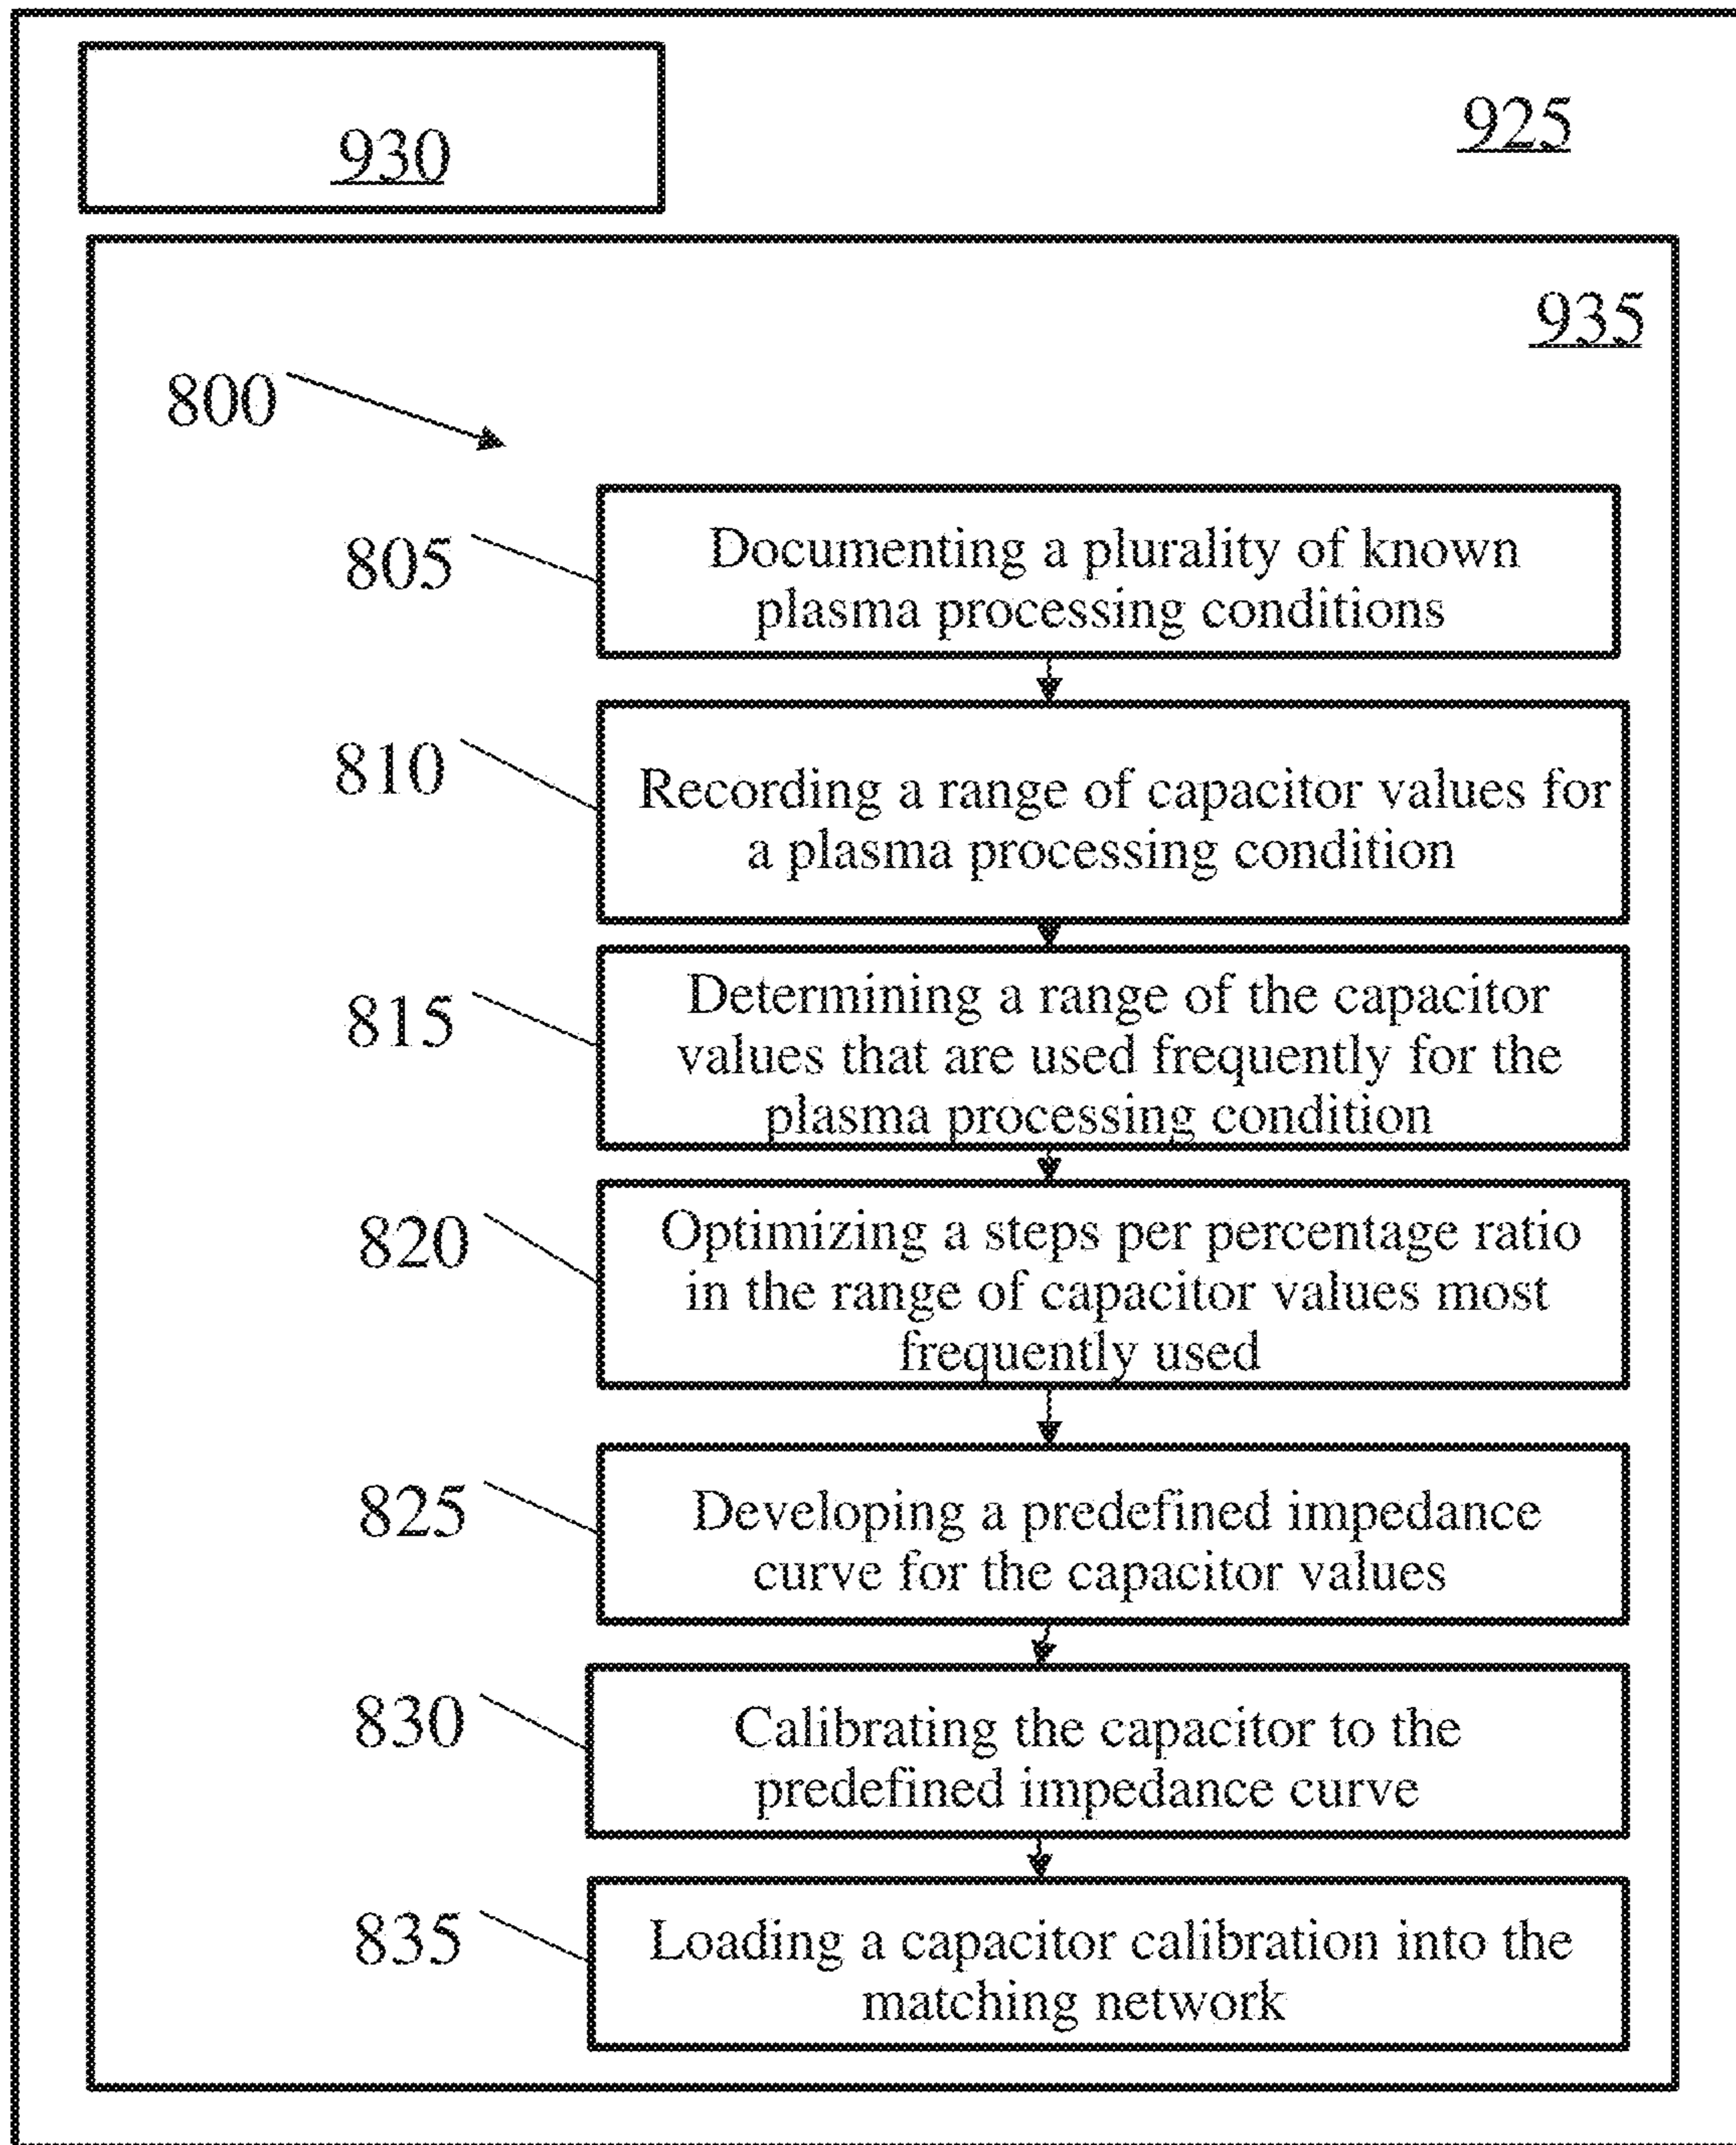 930
925
935
800
805
Documenting a plurality of known
plasma processing conditions
810
Recording a range of capacitor values for
a plasma processing condition
815
Determining a range of the capacitor
values that are used frequently for the
plasma processing condition
820
Optimizing a steps per percentage ratio
in the range of capacitor values most
frequently used
825
Developing a predefined impedance
curve for the capacitor values
830
Calibrating the capacitor to the
predefined impedance curve
835
Loading a capacitor calibration into the
matching network